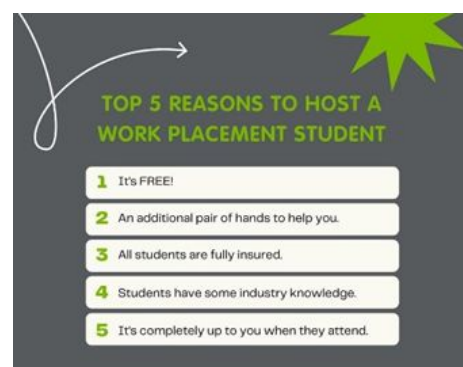 TOP 5 REASONS TO HOST A
WORK PLACEMENT STUDENT
1 It's FREE!
2 An additional pair of hands to help you.
3 All students are fully insured.
4 Students have some industry knowledge.
5 It's completely up to you when they attend.